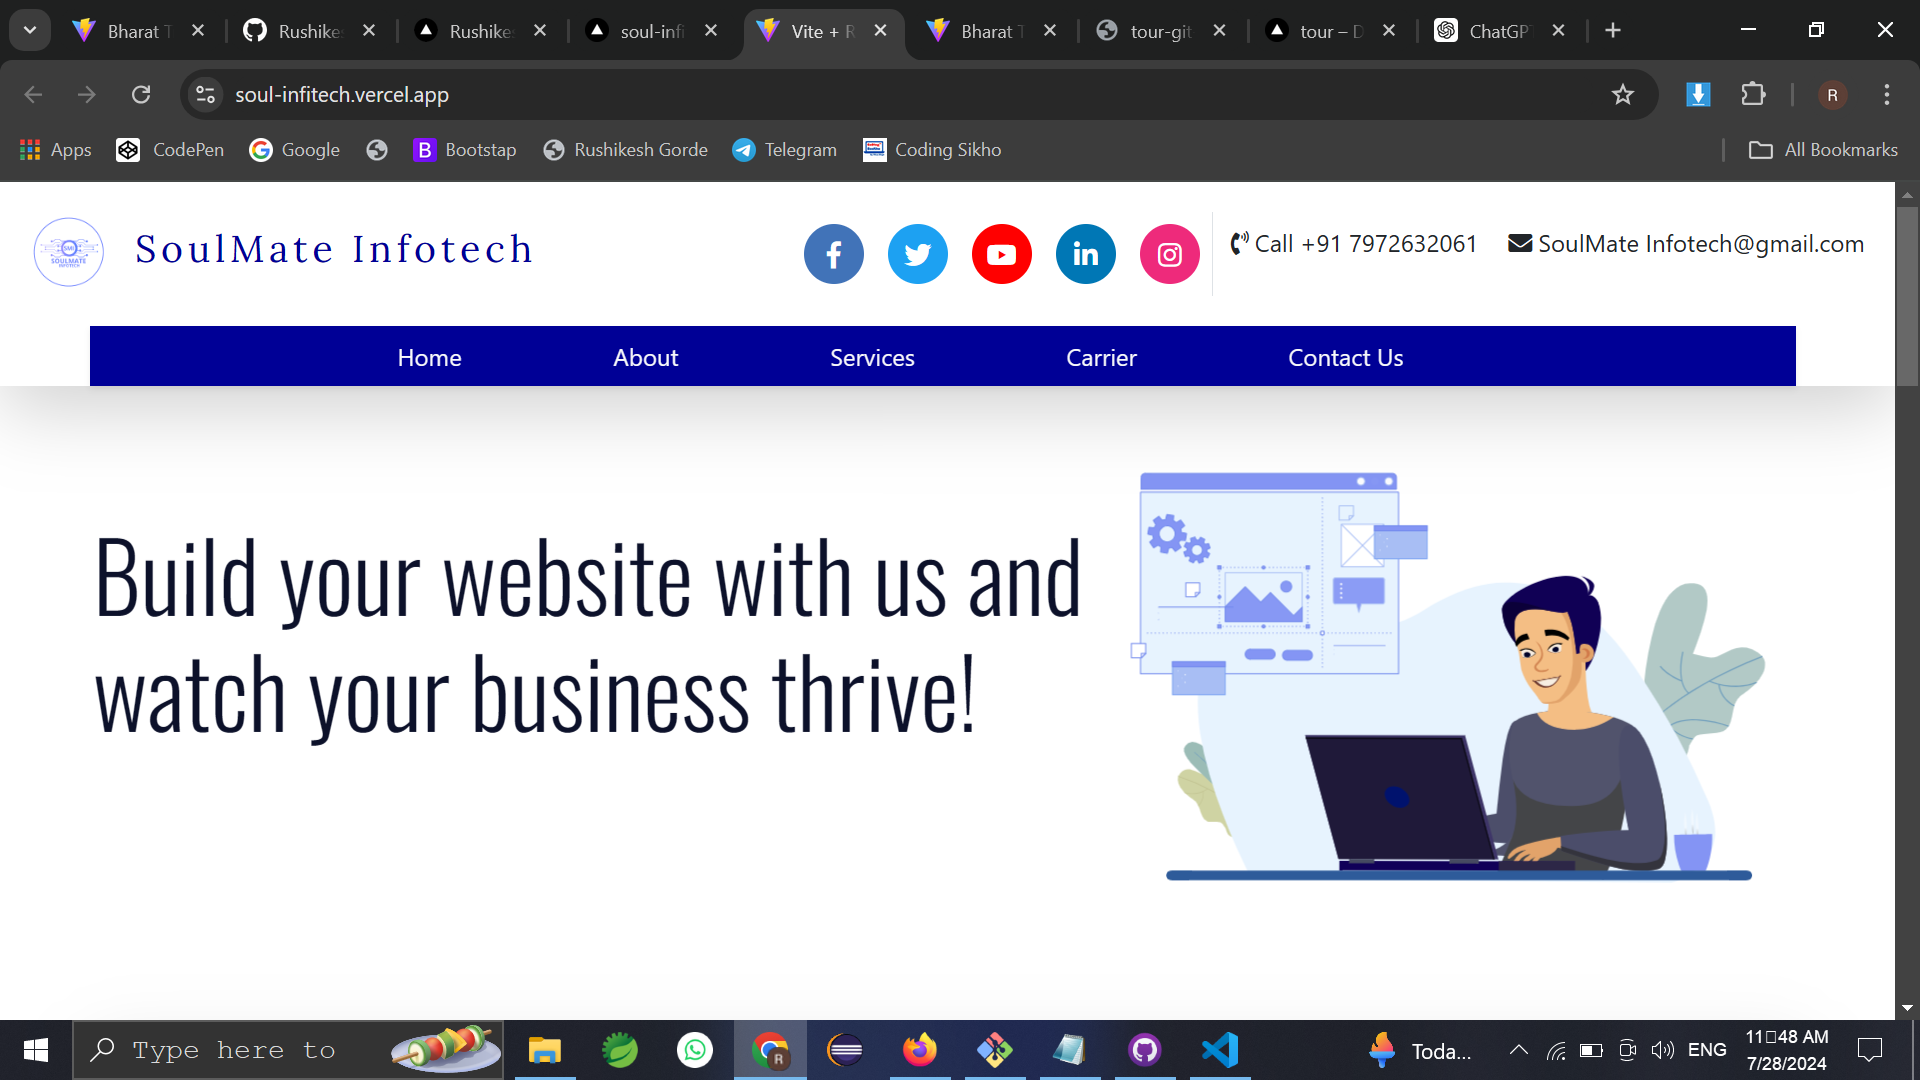 Bharat T
Rushike
Rushike
soul-infi
Vite + R
Bharat T
tour-git
tour – D
ChatGP
soul-infitech.vercel.app
R
Apps
CodePen
Google
B Bootstap
Rushikesh Gorde
Telegram
Coding Sikho
All Bookmarks
SMI
SOULMATE
INFOTECH
SoulMate Infotech
Call +91 7972632061
SoulMate Infotech@gmail.com
Home
About
Services
Carrier
Contact Us
Build your website with us and
watch your business thrive!
Type here to
R
Toda...
ENG
11□48 AM
7/28/2024